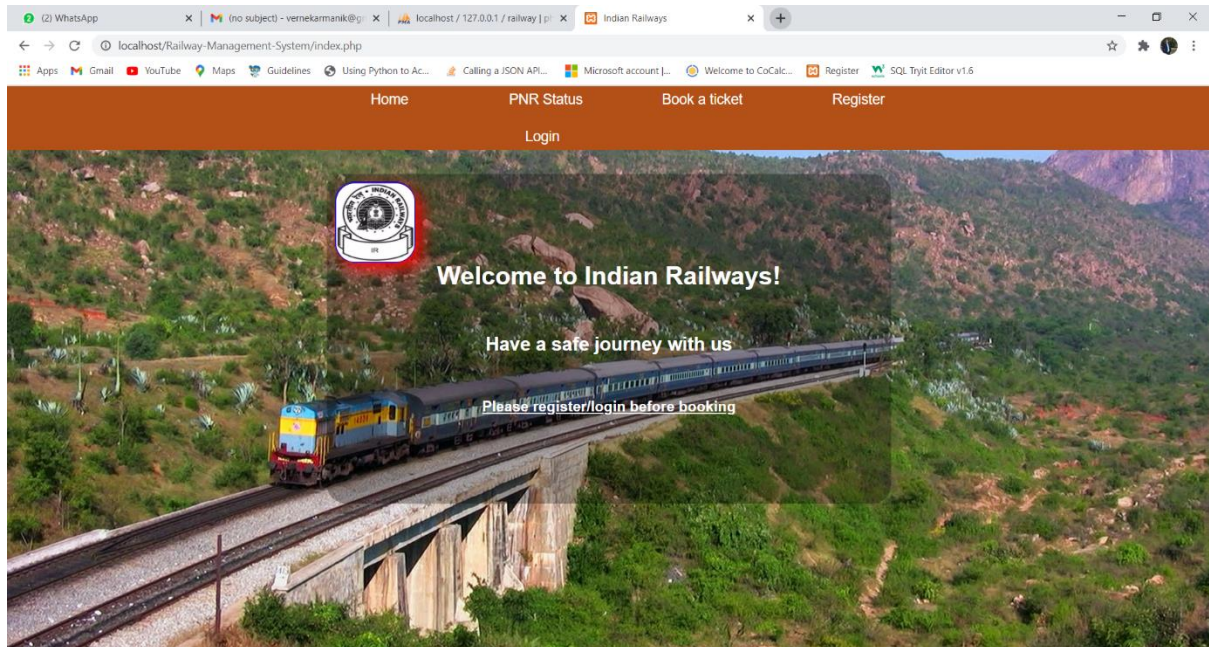 (2) WhatsApp
(no subject) - vernekarmanik@g
localhost / 127.0.0.1 / railway | p
Indian Railways
localhost/Railway-Management-System/index.php
Apps Gmail YouTube Maps Guidelines Using Python to Ac... Calling a JSON API... Microsoft account |... Welcome to CoCalc... Register SQL Tryit Editor v1.6
Home PNR Status Book a ticket Register
Login
INDIAN RAILWAYS
IR
Welcome to Indian Railways!
Have a safe journey with us
Please register/login before booking